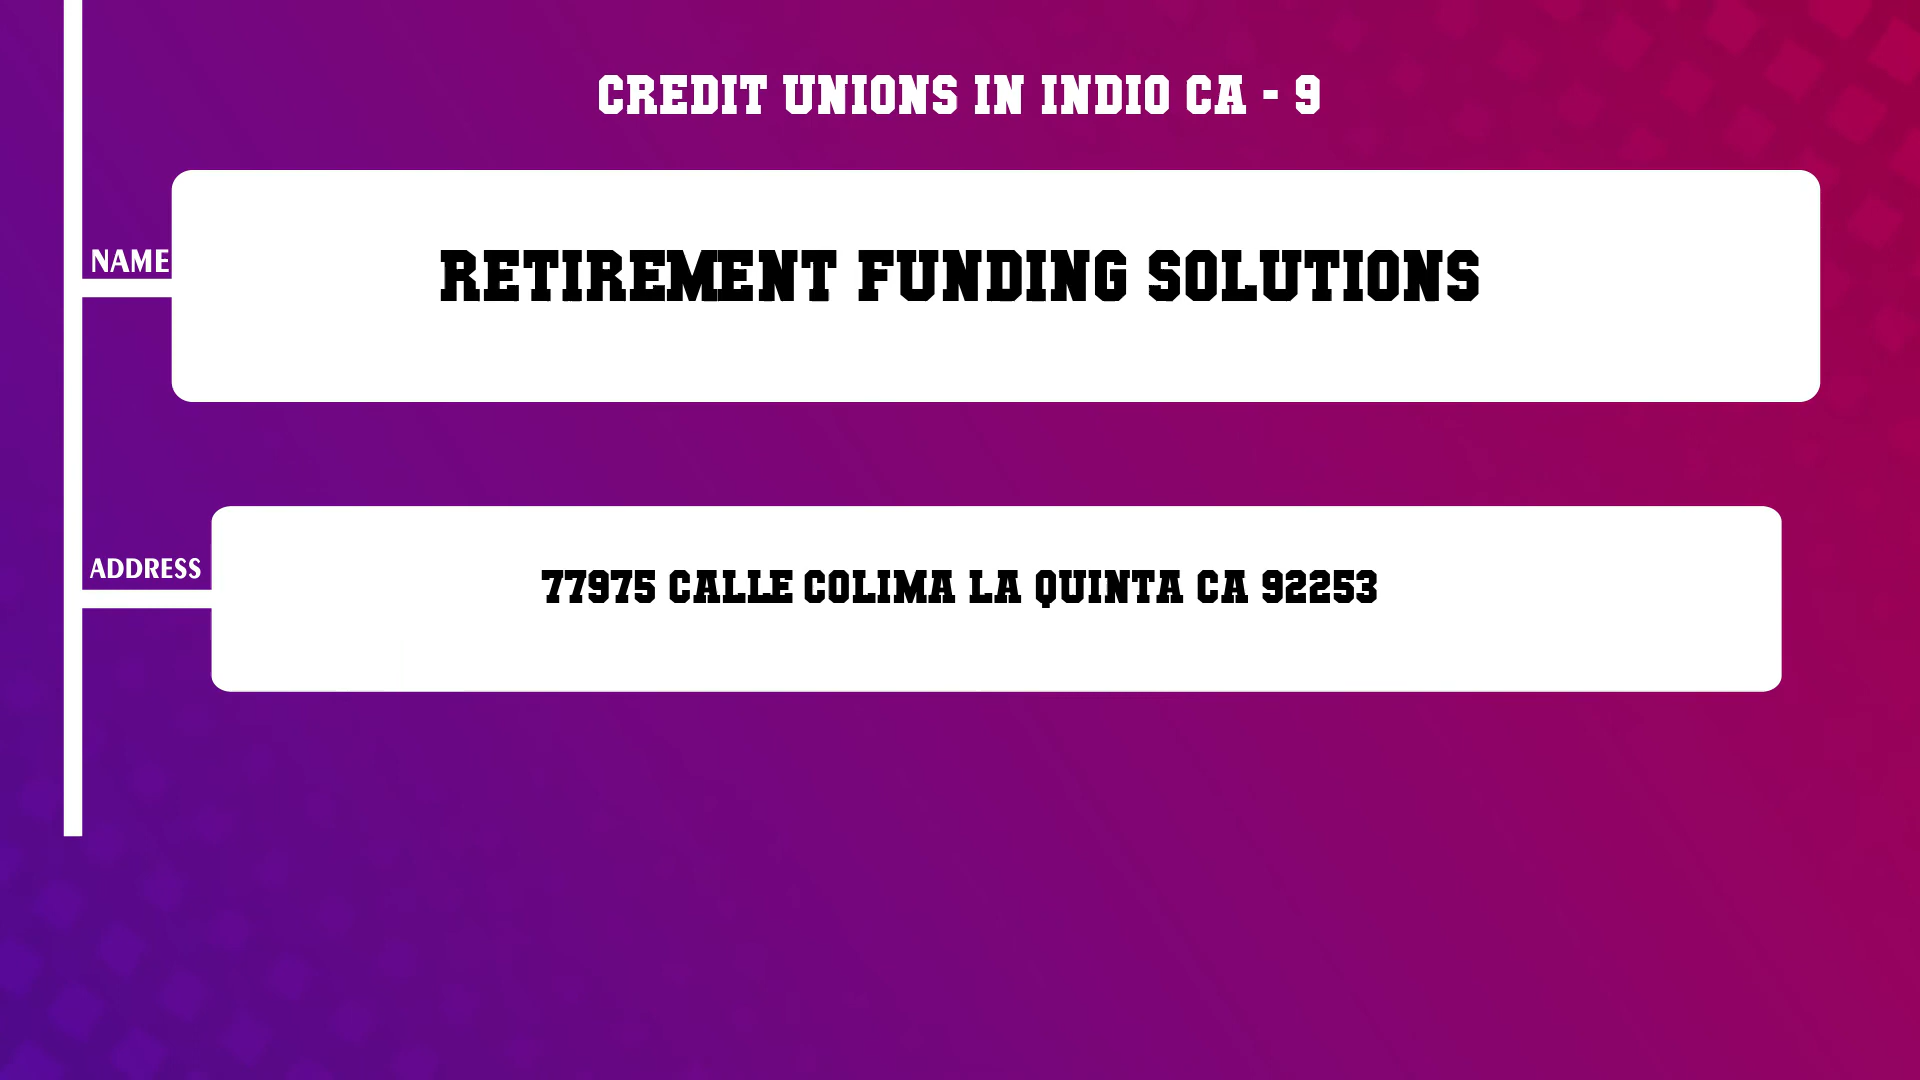 CREDIT UNIONS IN INDIO CA - 9
NAME
RETIREMENT FUNDING SOLUTIONS
ADDRESS
77975 CALLE COLIMA LA QUINTA CA 92253